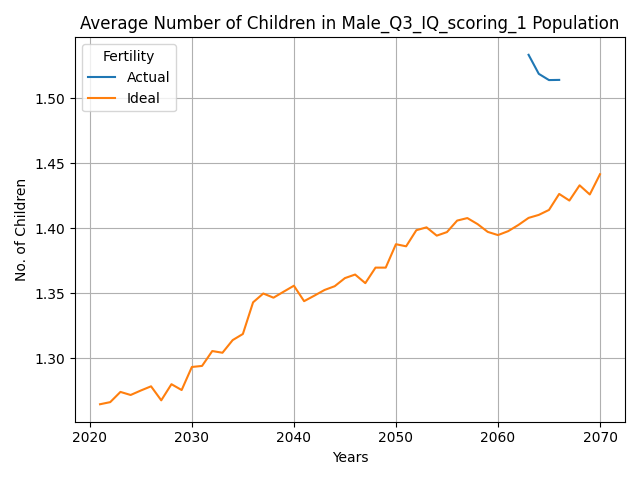 Average Number of Children in Male_Q3_IQ_scoring_1 Population
Fertility
Actual
Ideal
No. of Children
1.50
1.45
1.40
1.35
1.30
2020 2030 2040 2050 2060 2070
Years